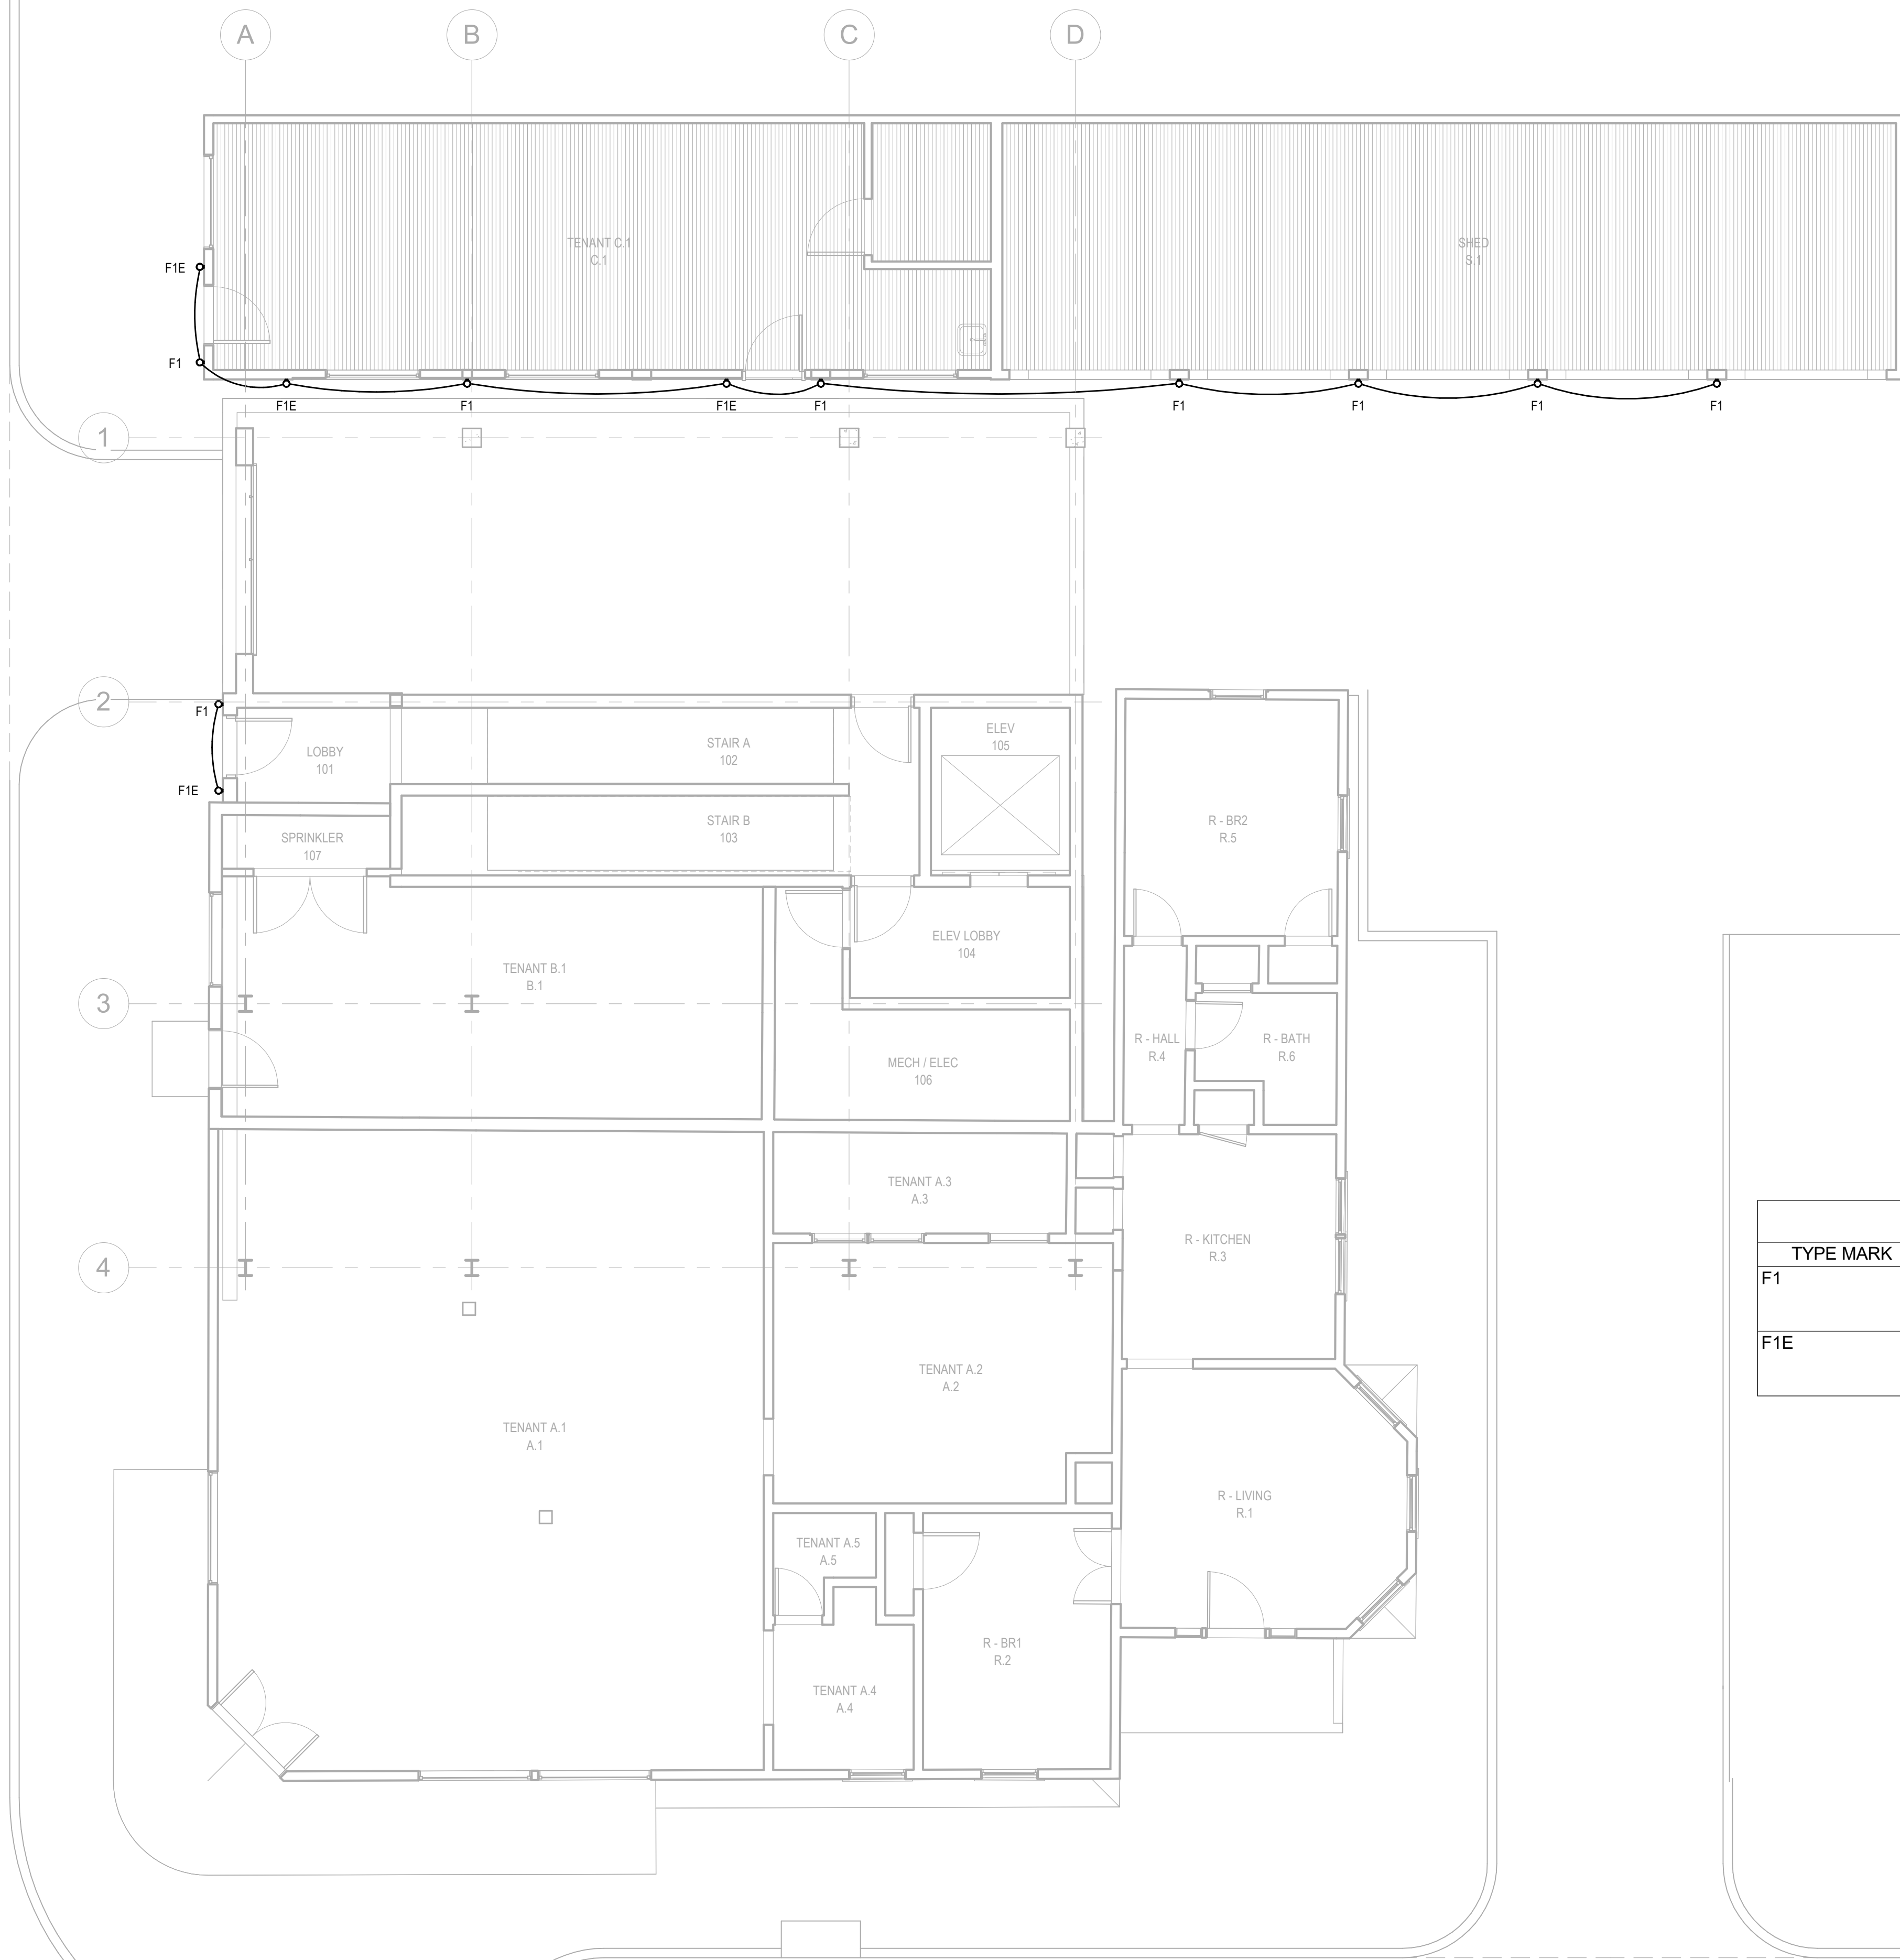 A
B
C
D
TENANT C.1
C.1
SHED
S.1
F1E
F1
F1E
F1
F1E
F1
F1
F1
F1
F1
1
2
F1
F1E
LOBBY
101
STAIR A
102
ELEV
105
STAIR B
103
SPRINKLER
107
R - BR2
R.5
ELEV LOBBY
104
TENANT B.1
B.1
3
R - HALL
R.4
R - BATH
R.6
MECH / ELEC
106
TENANT A.3
A.3
R - KITCHEN
R.3
4
TYPE MARK
F1
F1E
TENANT A.2
A.2
TENANT A.1
A.1
R - LIVING
R.1
TENANT A.5
A.5
R - BR1
R.2
TENANT A.4
A.4